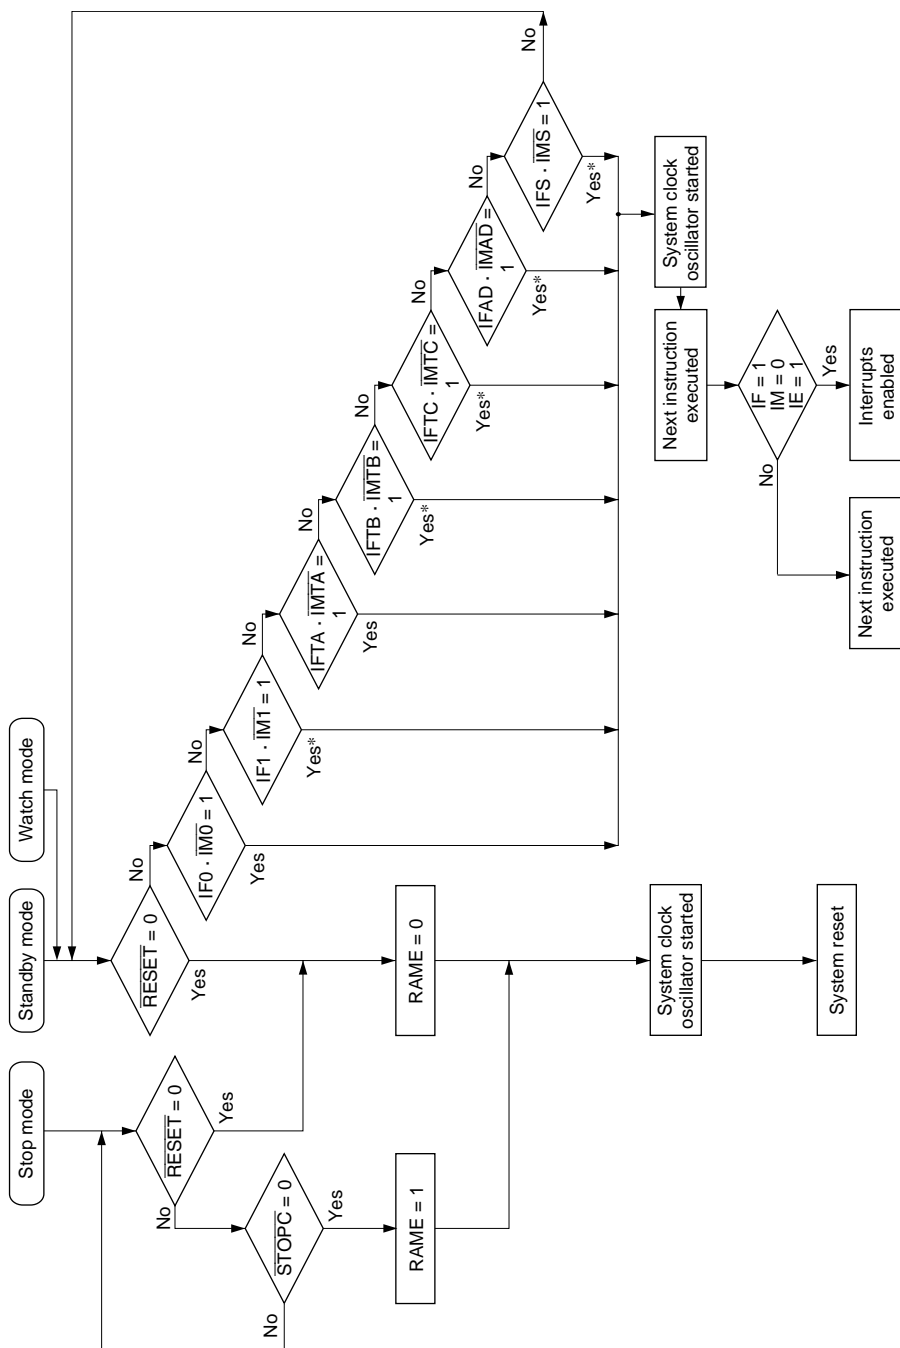 Stop mode
Standby mode
Watch mode
RESET = 0
No
Yes
STOPC = 0
No
Yes
RAME = 1
RESET = 0
No
Yes
RAME = 0
System clock
oscillator started
System reset
IF0 · IM0 = 1
No
Yes
IF1 · IM1 = 1
No
Yes*
IFTA · IMTA =
1
No
Yes
IFTB · IMTB =
1
No
Yes*
IFTC · IMTC =
1
No
Yes*
IFAD · IMAD =
1
No
Yes*
IFS · IMS = 1
No
Yes*
System clock
oscillator started
Next instruction
executed
IF = 1
IM = 0
IE = 1
No
Yes
Next instruction
executed
Interrupts
enabled